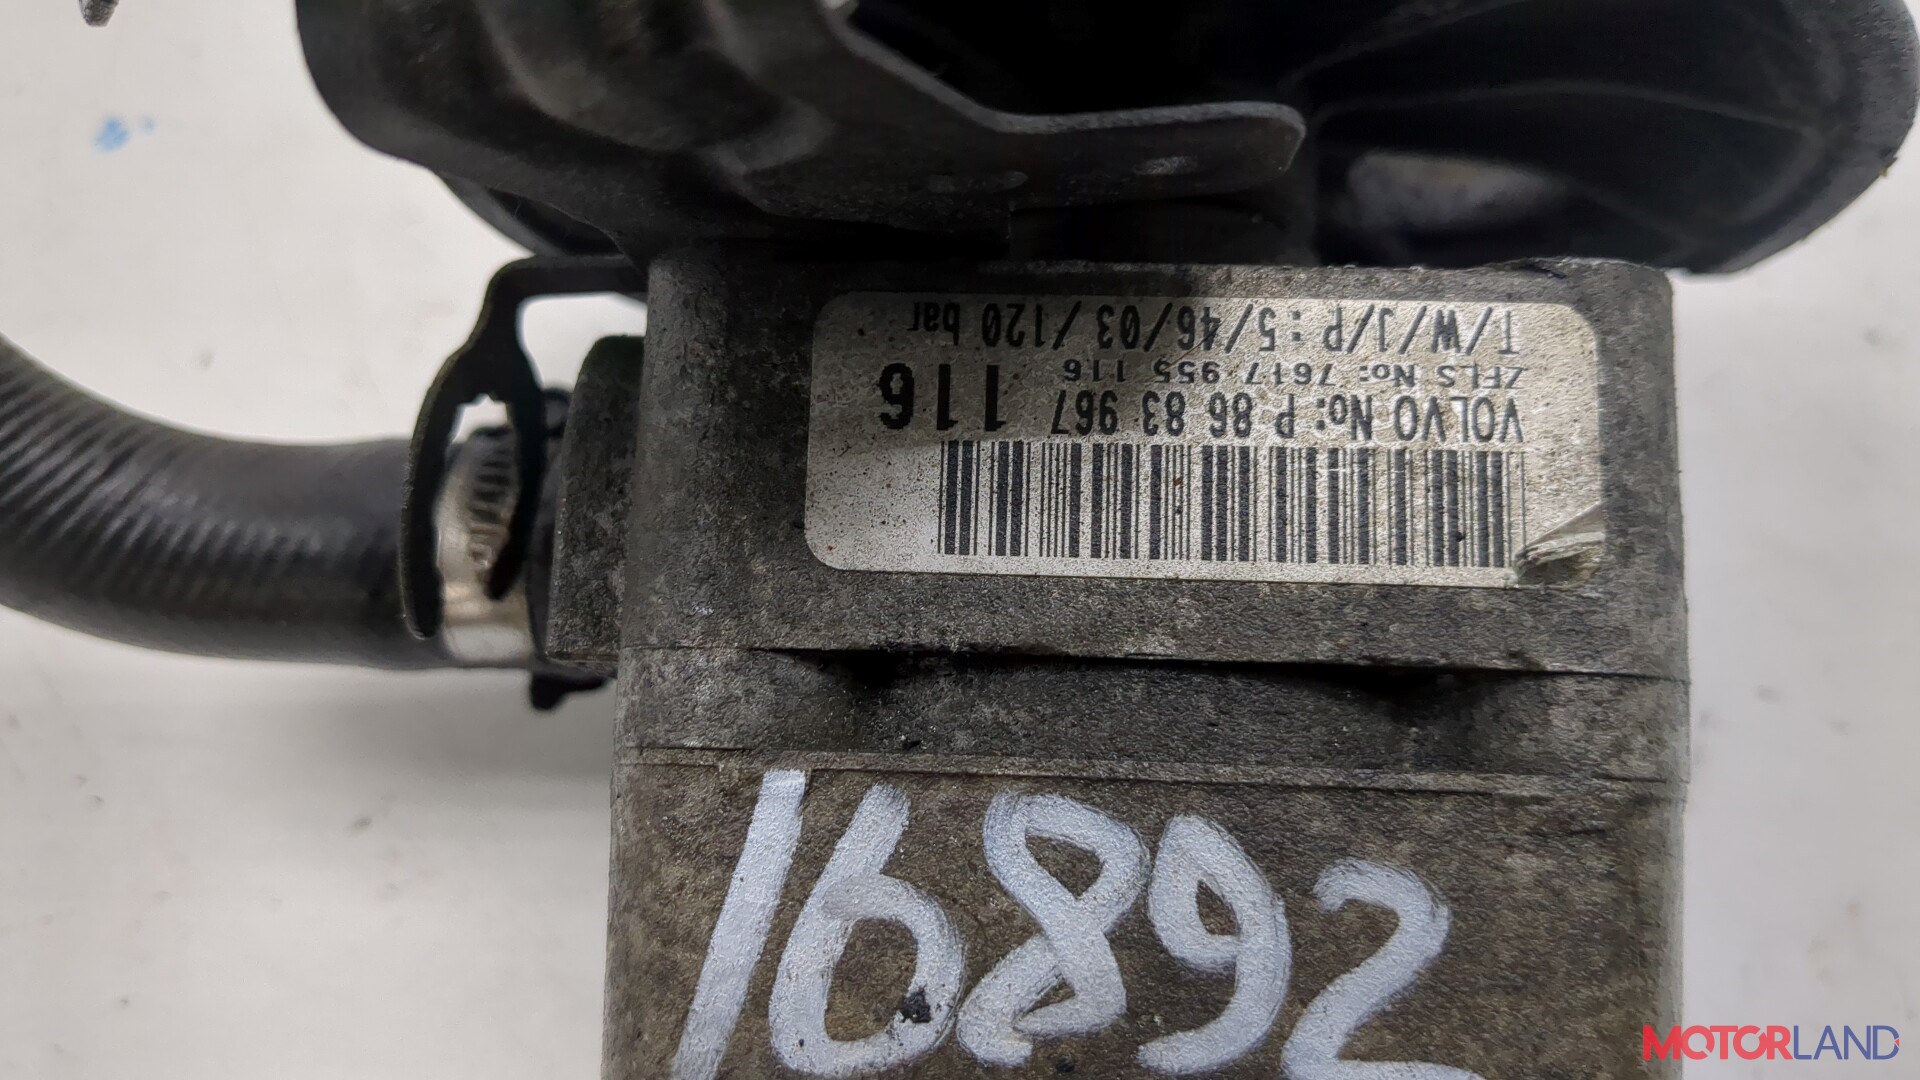 VOLVO No: P 86 83 967 116
ZFLS No: 7617 955 116
T/W/J/P : 5/46/03/120 bar
16892
MOTORLAND